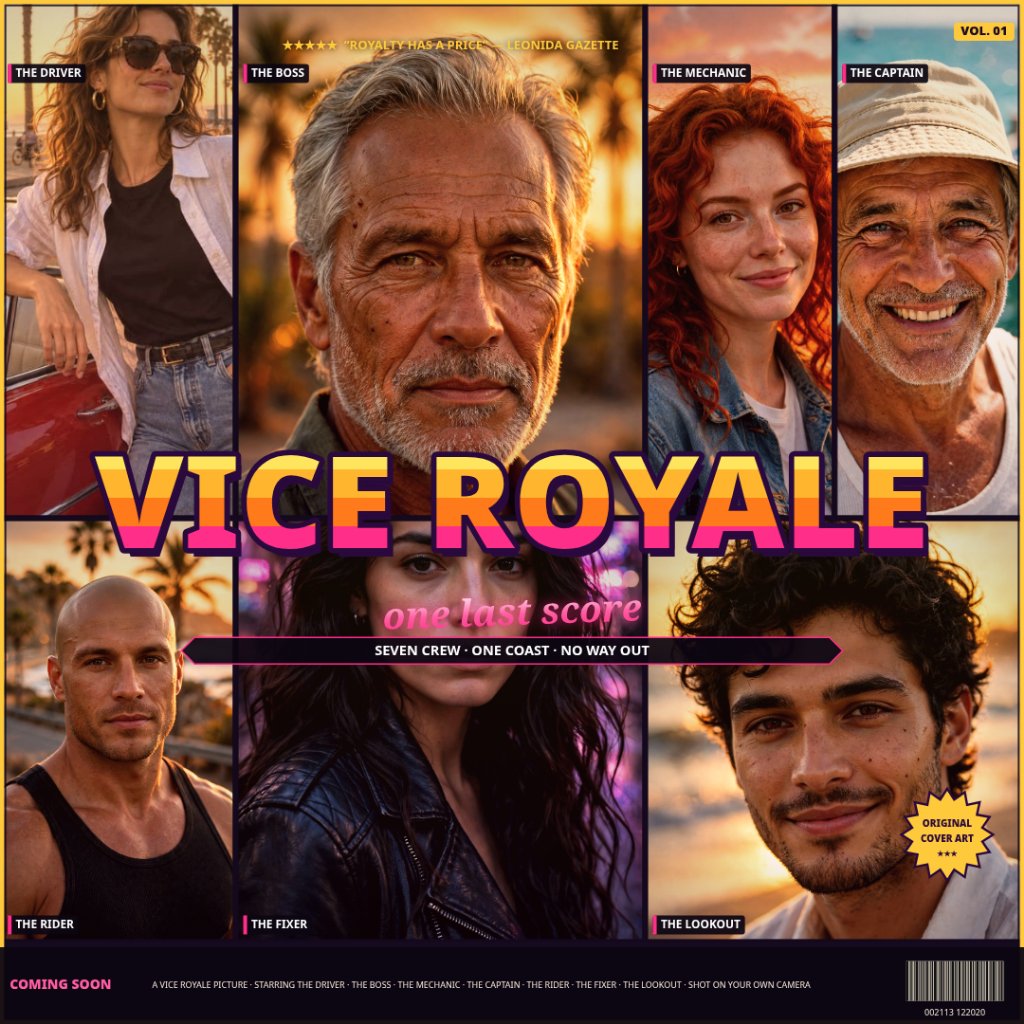 ★★★★★ "ROYALTY HAS A PRICE" LEONIDA GAZETTE
VOL. 01
THE DRIVER
THE BOSS
THE MECHANIC
THE CAPTAIN
VICE ROYALE
one last score
SEVEN CREW · ONE COAST · NO WAY OUT
ORIGINAL
COVER ART
★★★
THE RIDER
THE FIXER
THE LOOKOUT
COMING SOON
A VICE ROYALE PICTURE · STARRING THE DRIVER · THE BOSS · THE MECHANIC · THE CAPTAIN · THE RIDER · THE FIXER · THE LOOKOUT · SHOT ON YOUR OWN CAMERA
002113 122020